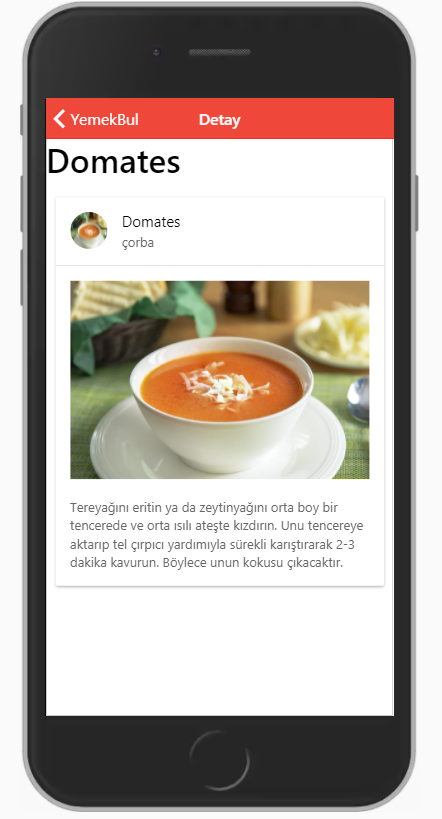 YemekBul
Detay
Domates
Domates
çorba
Tereyağını eritin ya da zeytinyağını orta boy bir
tencerede ve orta ısılı ateşte kızdırın. Unu tencereye
aktarıp tel çırpıcı yardımıyla sürekli karıştırarak 2-3
dakika kavurun. Böylece unun kokusu çıkacaktır.